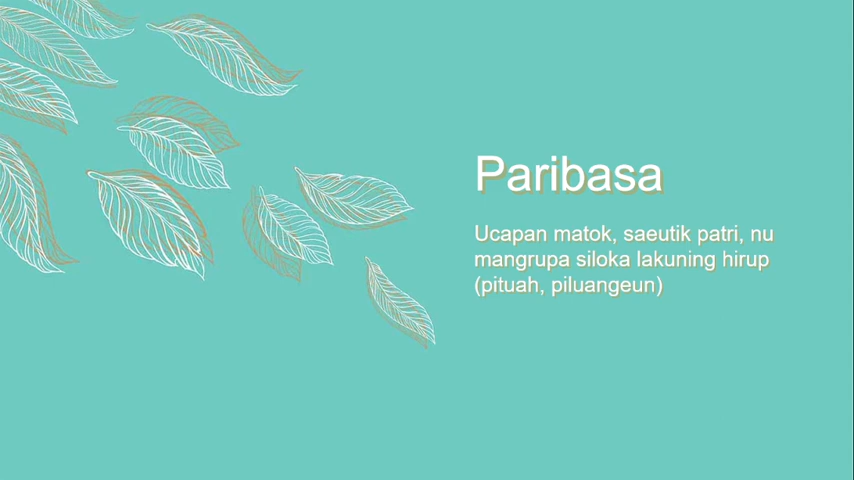 Paribasa
Ucapan matok, saeutik patri, nu
mangrupa siloka lakuning hirup
(pituah, piluangeun)